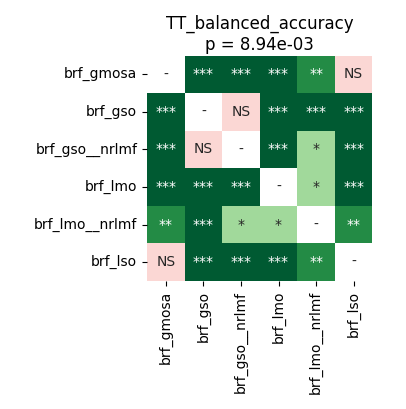 TT_balanced_accuracy
p = 8.94e-03
brf_gmosa - *** *** *** ** NS
brf_gso *** - NS *** *** ***
brf_gso__nrlmf *** NS - *** * ***
brf_lmo *** *** *** - * ***
brf_lmo__nrlmf ** *** * * - **
brf_lso NS *** *** *** ** -
brf_gmosa
brf_gso
brf_gso__nrlmf
brf_lmo
brf_lmo__nrlmf
brf_lso